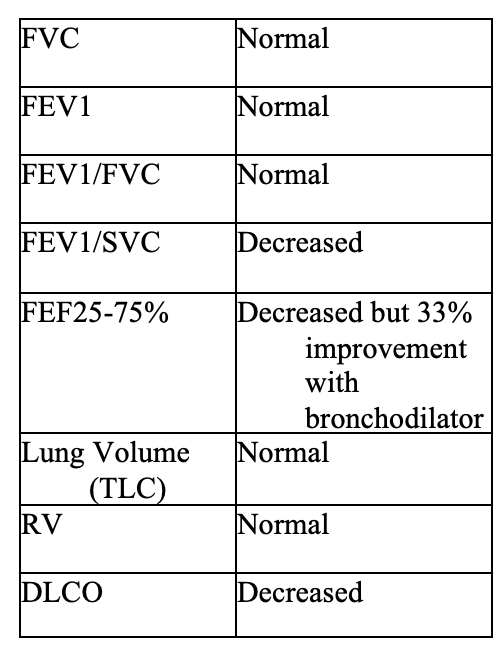 FVC Normal
FEV1 Normal
FEV1/FVC Normal
FEV1/SVC Decreased
FEF25-75% Decreased but 33%
improvement
with
bronchodilator
Lung Volume Normal
(TLC)
RV Normal
DLCO Decreased